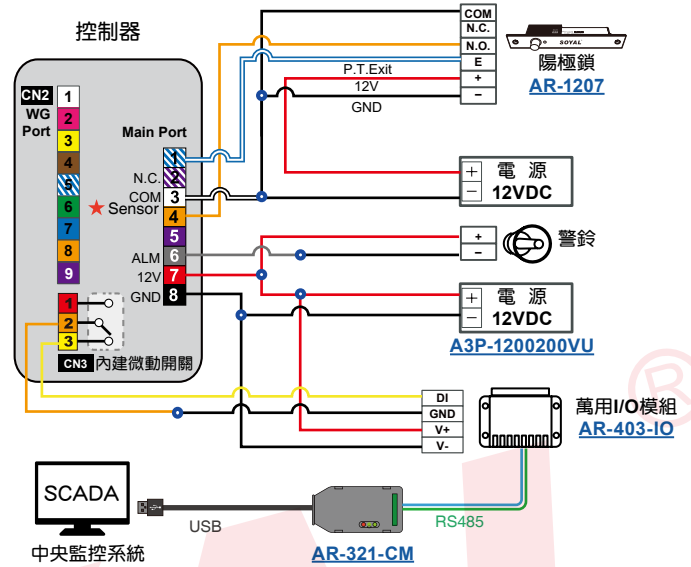 控制器
CN2
WG
Port
1
2
3
4
5
6
7
8
9
Main Port
1
N.C. 2
COM 3
★ Sensor 4
5
ALM 6
12V 7
GND 8
1
2
3
CN3 內建微動開關
COM
N.C.
N.O.
E
+
−
P.T.Exit
12V
GND
SOYAL
陽極鎖
AR-1207
+ 電 源
− 12VDC
+
−
警鈴
+ 電 源
− 12VDC
A3P-1200200VU
DI
GND
V+
V-
萬用I/O模組
AR-403-IO
SCADA
中央監控系統
USB
AR-321-CM
RS485
®